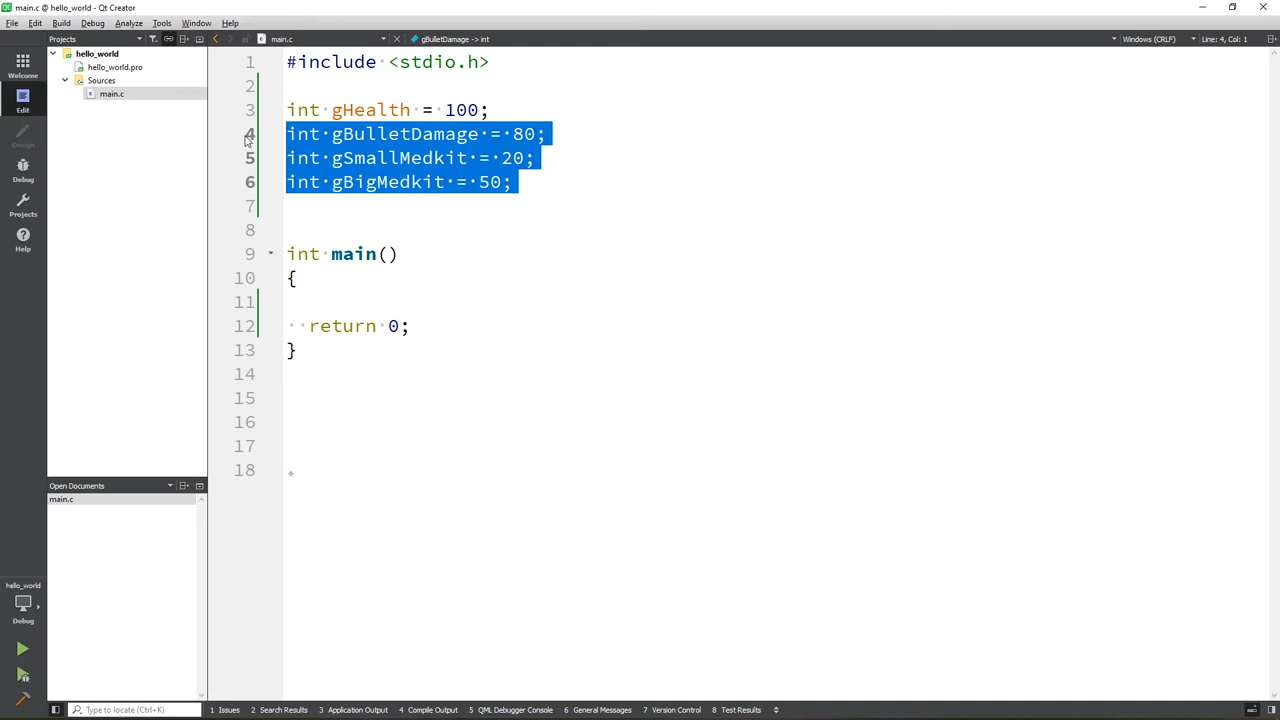 main.c @ hello_world - Qt Creator
File Edit Build Debug Analyze Tools Window Help
Projects
main.c
gBulletDamage -> int
Windows (CRLF)
Line: 4, Col: 1
Welcome
Edit
Design
Debug
Projects
Help
hello_world
hello_world.pro
Sources
main.c
1 #include <stdio.h>
2
3 int gHealth = 100;
4 int gBulletDamage = 80;
5 int gSmallMedkit = 20;
6 int gBigMedkit = 50;
7
8
9 int main()
10 {
11
12 return 0;
13 }
14
15
16
17
18
Open Documents
main.c
hello_world
Debug
Type to locate (Ctrl+K)
1 Issues
2 Search Results
3 Application Output
4 Compile Output
5 QML Debugger Console
6 General Messages
7 Version Control
8 Test Results